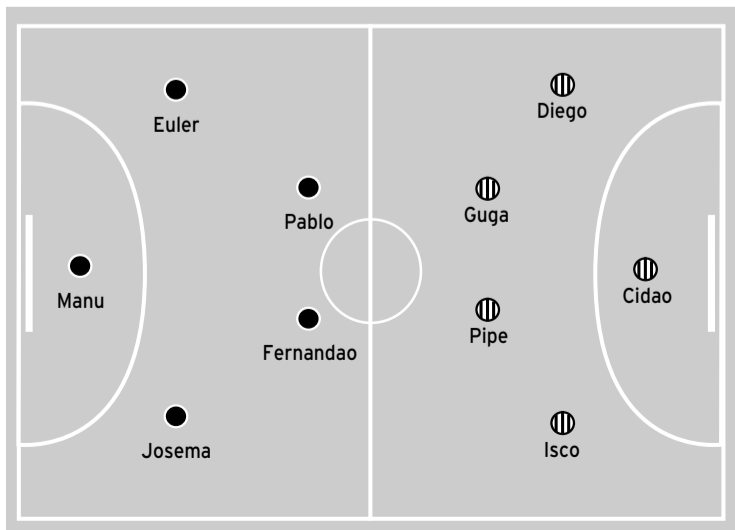 Euler
Diego
Pablo
Guga
Manu
Cidao
Fernandao
Pipe
Josema
Isco